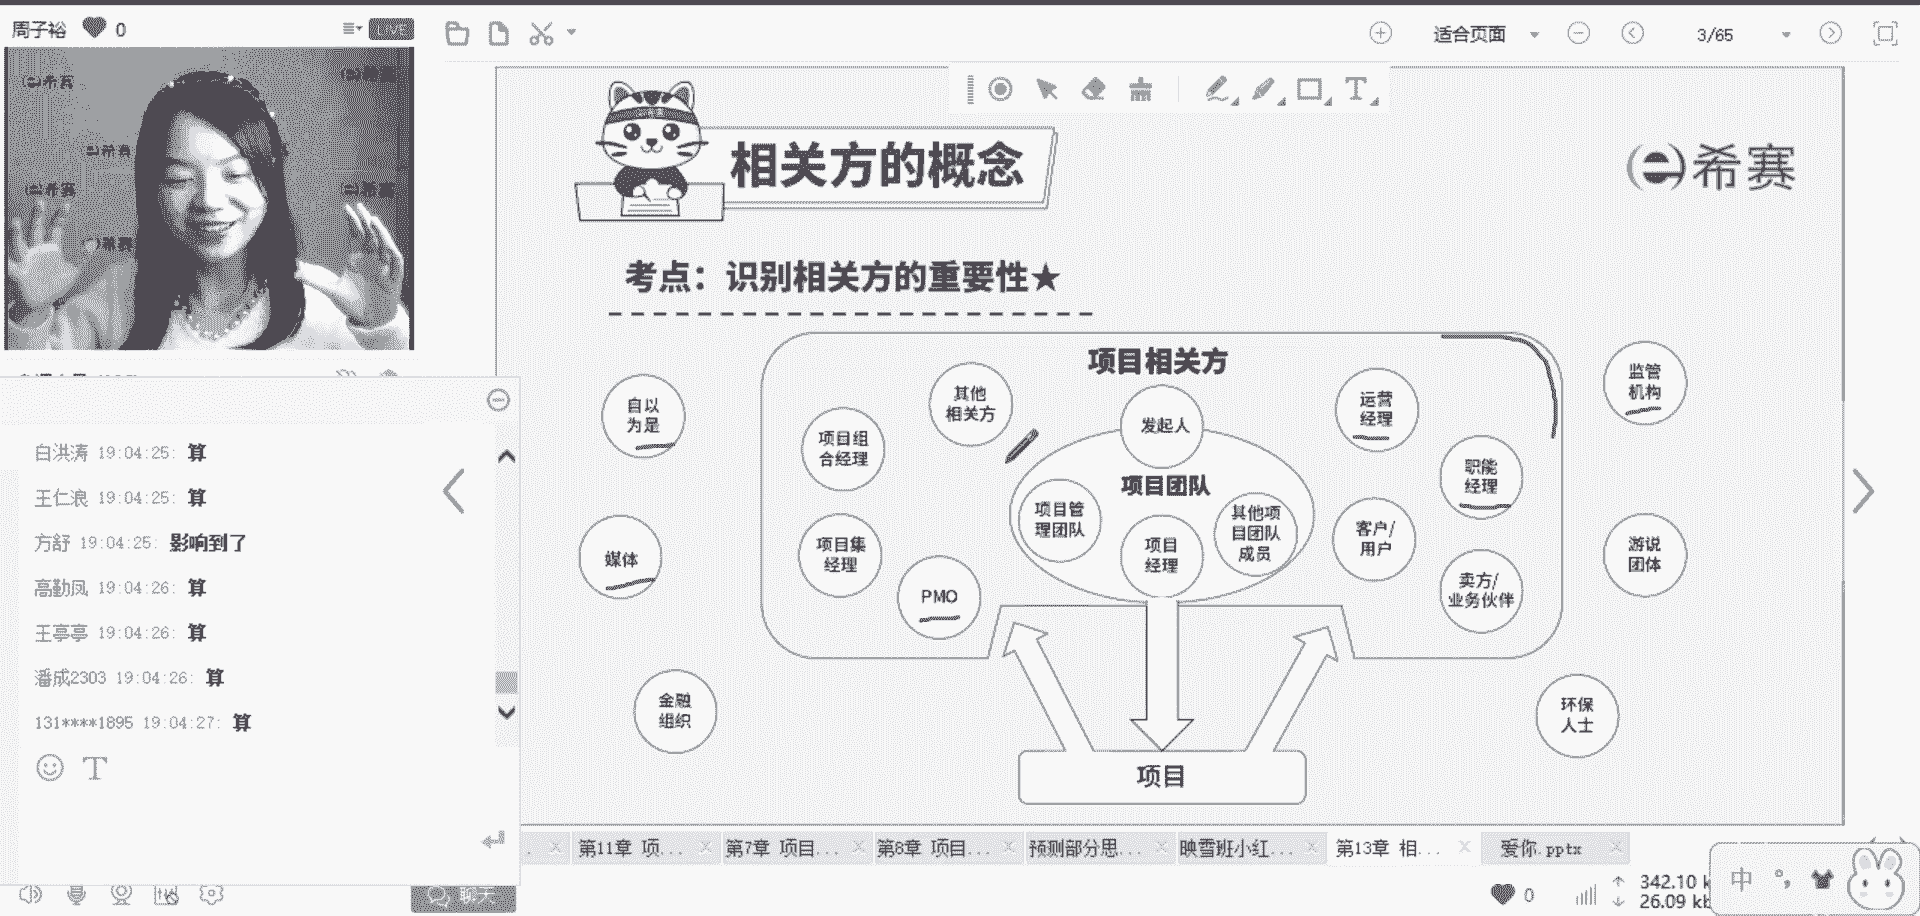 周子裕 0
LIVE
适合页面
3/65
希赛
希赛
希赛
希赛
希赛
希赛
相关方的概念
希赛
考点：识别相关方的重要性★
项目相关方
自以
为是
其他
相关方
发起人
运营
经理
监管
机构
项目组
合经理
项目团队
职能
经理
项目管
理团队
其他项
目团队
成员
项目
经理
客户/
用户
媒体
项目集
经理
游说
团体
PMO
卖方/
业务伙伴
金融
组织
环保
人士
项目
白洪涛 19:04:25: 算
王仁浪 19:04:25: 算
方舒 19:04:25: 影响到了
高勤凤 19:04:26: 算
王亭亭 19:04:26: 算
潘成2303 19:04:26: 算
131****1895 19:04:27: 算
T
第11章 项...
第7章 项目...
第8章 项目...
预测部分思...
映雪班小红...
第13章 相...
爱你.pptx
聊天
0
342.10 k
26.09 kb
中